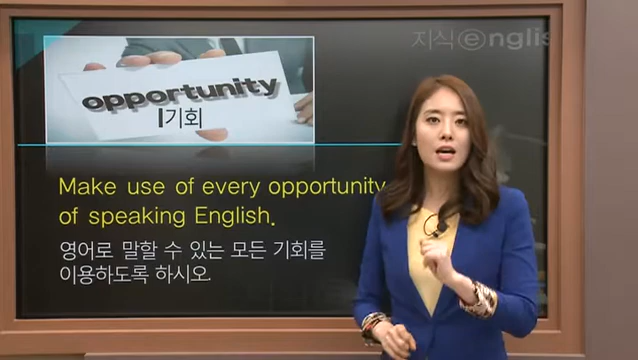 지식ⓔnglis
opportunity
기회
Make use of every opportunity
of speaking English.
영어로 말할 수 있는 모든 기회를
이용하도록 하시오.